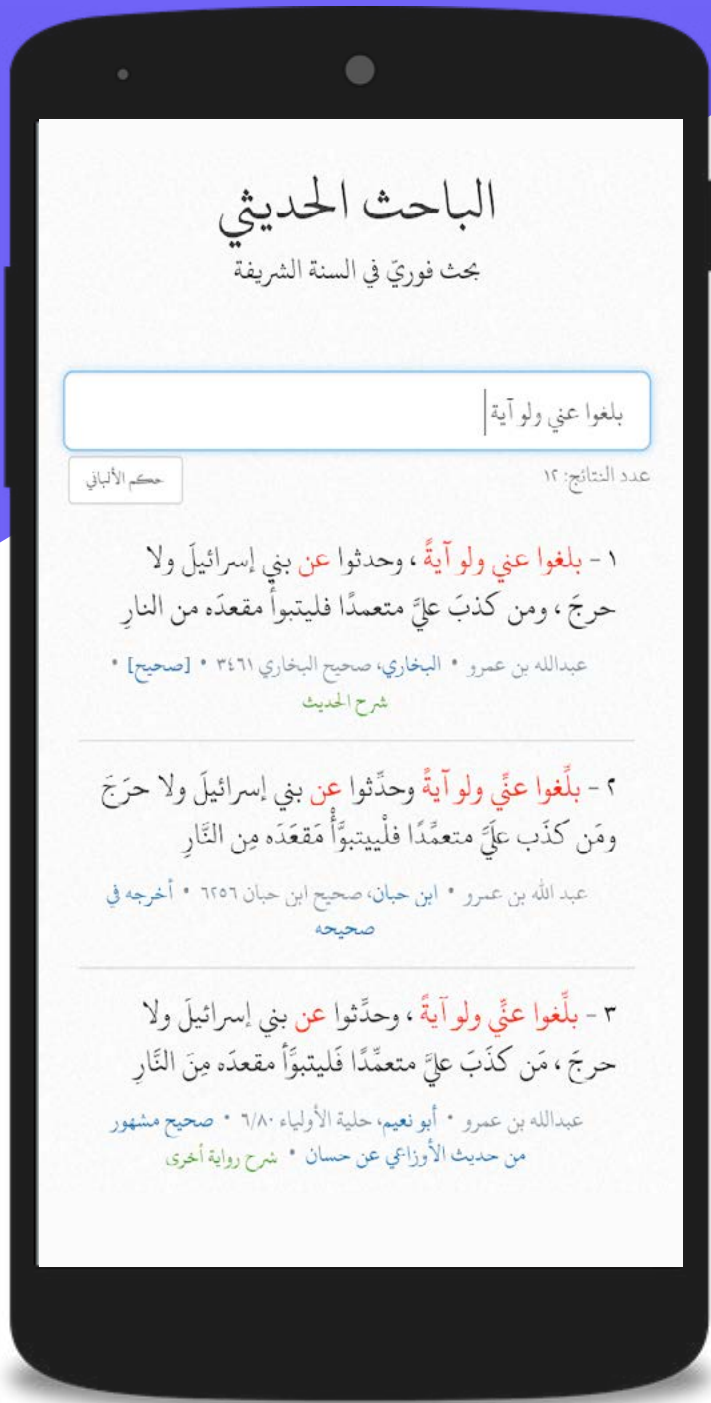 الباحث الحديثي
بحث فوريّ في السنة الشريفة
بلغوا عني ولو آية
عدد النتائج: ١٢
حكم الألباني
١ - بلغوا عني ولو آيةً ، وحدثوا عن بني إسرائيلَ ولا
حرجَ ، ومن كذبَ عليَّ متعمدًا فليتبوأْ مقعدَه من النارِ
عبدالله بن عمرو • البخاري، صحيح البخاري ٣٤٦١ • [صحيح] •
شرح الحديث
٢ - بلِّغوا عنِّي ولو آيةً وحدِّثوا عن بني إسرائيلَ ولا حرَجَ
ومَن كذَب علَيَّ متعمِّدًا فلْييتبوَّأْ مَقعَدَه مِن النَّارِ
عبد الله بن عمرو • ابن حبان، صحيح ابن حبان ٦٢٥٦ • أخرجه في
صحيحه
٣ - بلِّغوا عنِّي ولو آيةً ، وحدِّثوا عن بني إسرائيلَ ولا
حرجَ ، مَن كذَبَ عليَّ متعمِّدًا فَليتبوَّأ مقعدَه مِنَ النَّارِ
عبدالله بن عمرو • أبو نعيم، حلية الأولياء ٦/٨٠ • صحيح مشهور
من حديث الأوزاعي عن حسان • شرح رواية أخرى